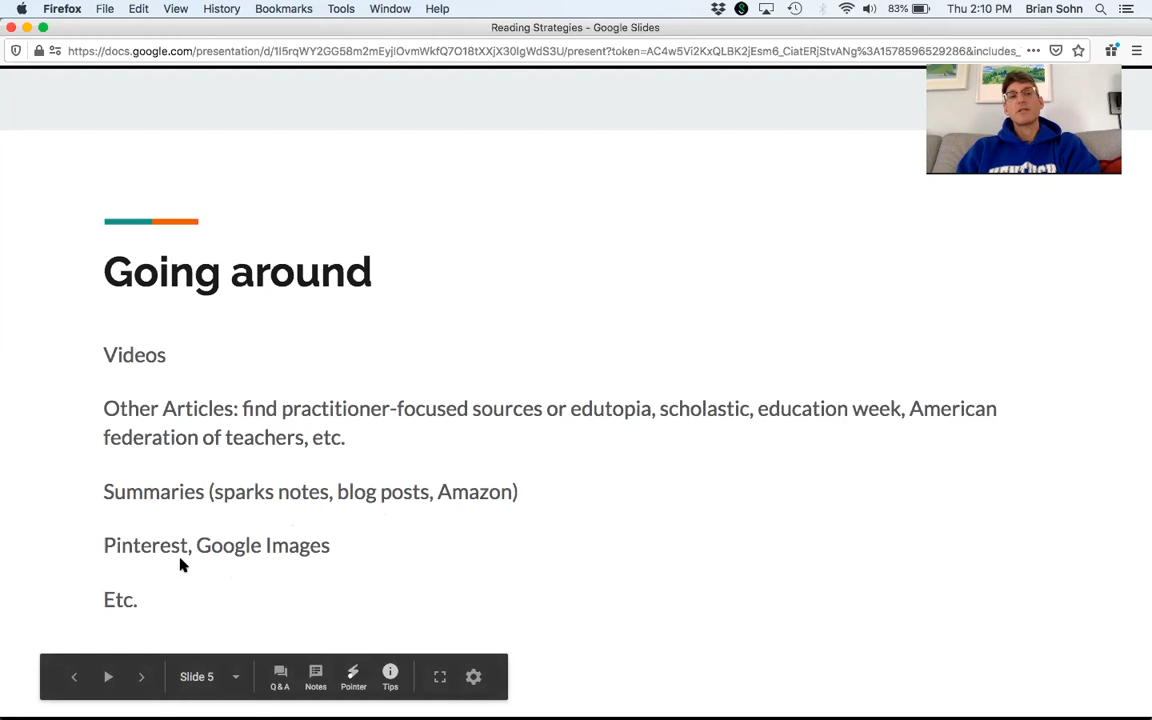 Firefox File Edit View History Bookmarks Tools Window Help 83% Thu 2:10 PM Brian Sohn
Reading Strategies - Google Slides
Going around
Videos
Other Articles: find practitioner-focused sources or edutopia, scholastic, education week, American
federation of teachers, etc.
Summaries (sparks notes, blog posts, Amazon)
Pinterest, Google Images
Etc.
Slide 5 Q & A Notes Pointer Tips